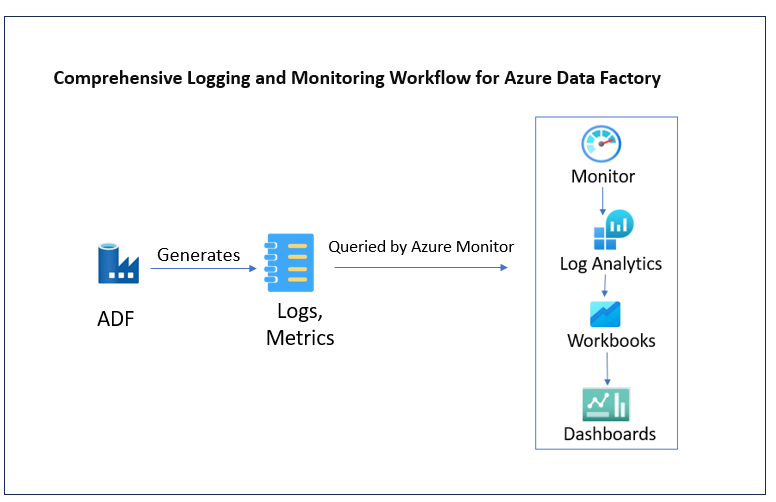 Comprehensive Logging and Monitoring Workflow for Azure Data Factory
ADF
Generates
Logs,
Metrics
Queried by Azure Monitor
Monitor
Log Analytics
Workbooks
Dashboards